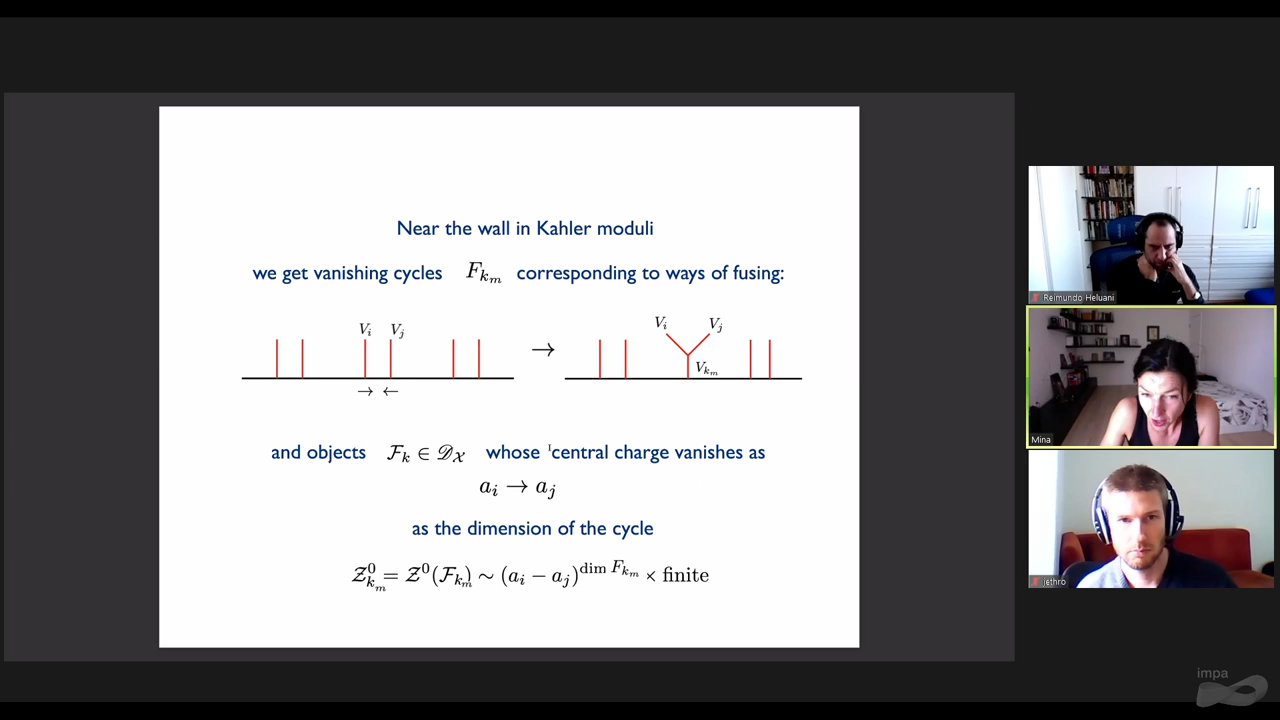 Near the wall in Kahler moduli
we get vanishing cycles F_{k_m} corresponding to ways of fusing:
V_i V_j → V_i V_j
V_{k_m}
→ ←
and objects 𝓕_k ∈ 𝒟_𝒳 whose central charge vanishes as
a_i → a_j
as the dimension of the cycle
𝒵^0_{k_m} = 𝒵^0(𝓕_{k_m}) ∼ (a_i − a_j)^{dim F_{k_m}} × finite
Reimundo Heluani
Mina
jethro
impa